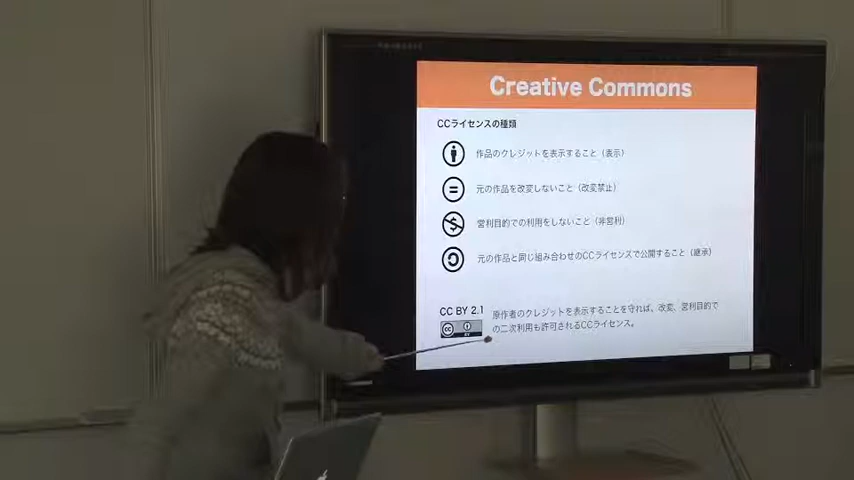 Creative Commons
CCライセンスの種類
作品のクレジットを表示すること（表示）
元の作品を改変しないこと（改変禁止）
営利目的での利用をしないこと（非営利）
元の作品と同じ組み合わせのCCライセンスで公開すること（継承）
CC BY 2.1
原作者のクレジットを表示することを守れば、改変、営利目的で
の二次利用も許可されるCCライセンス。
cc
BY